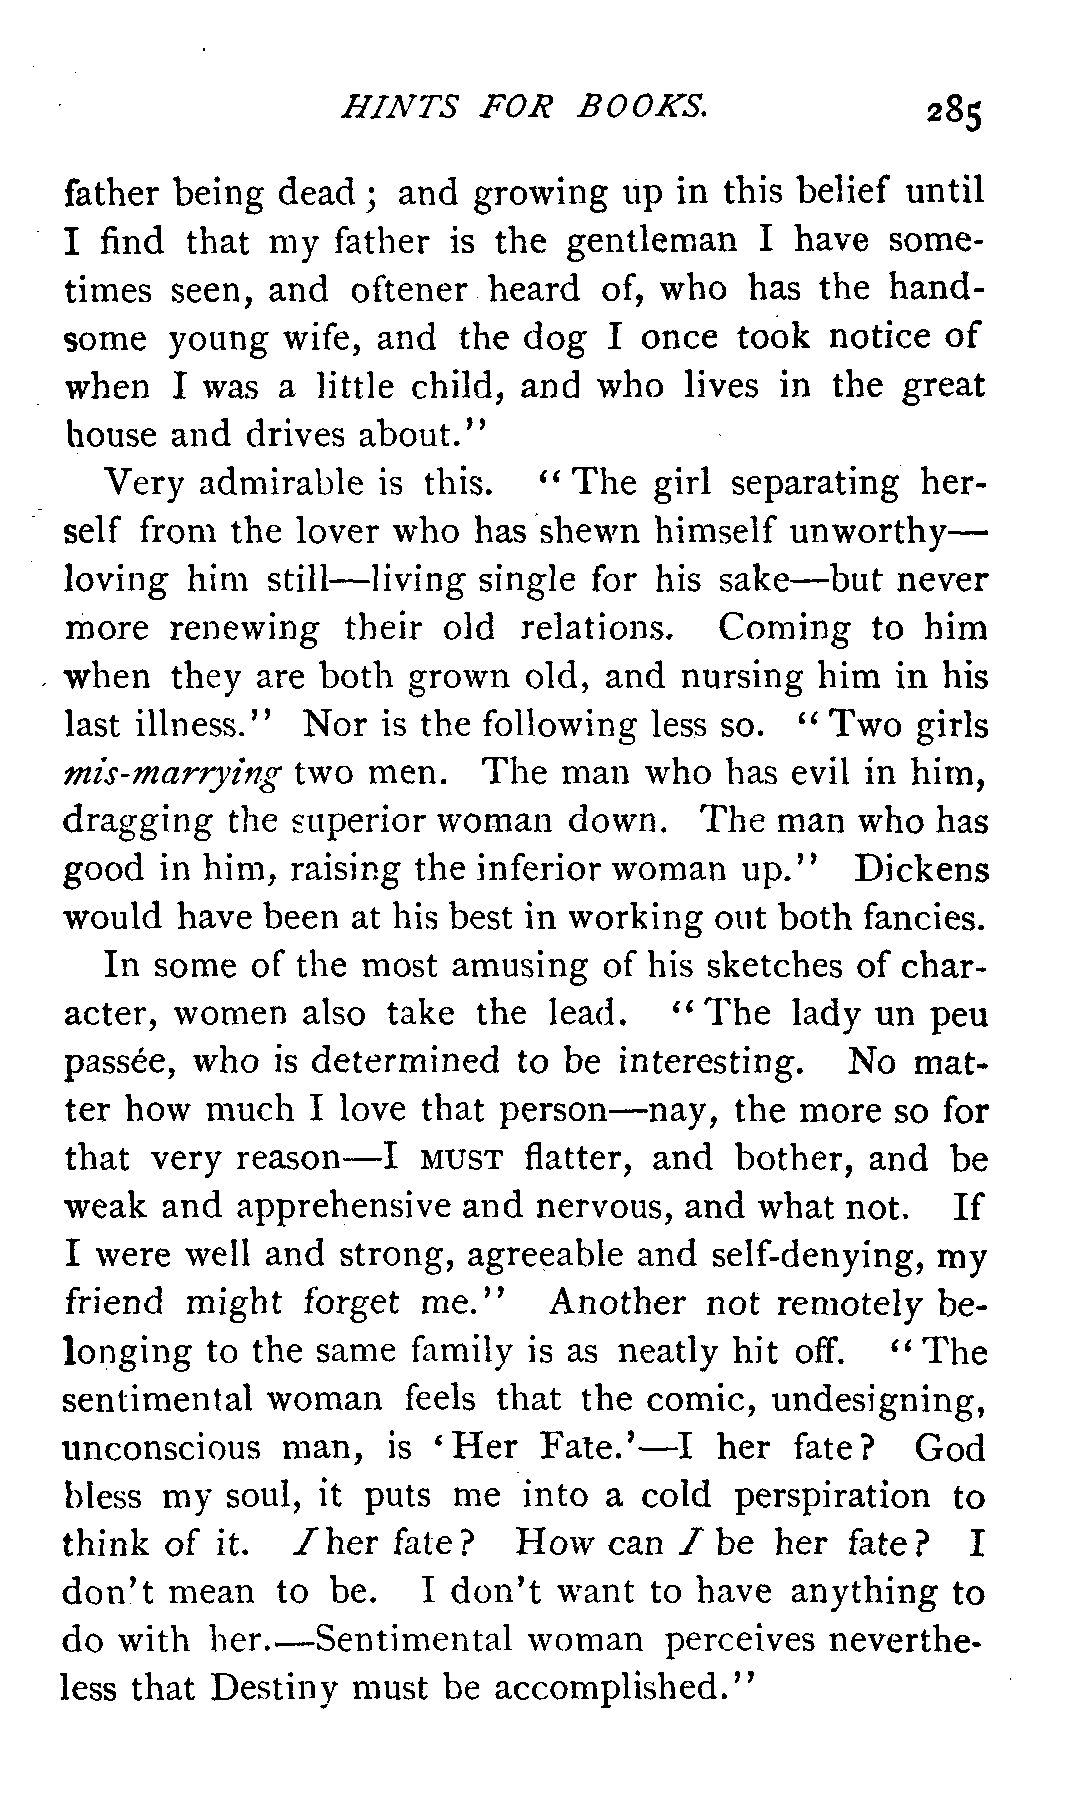 HINTS FOR BOOKS. 285
father being dead ; and growing up in this belief until
I find that my father is the gentleman I have some-
times seen, and oftener heard of, who has the hand-
some young wife, and the dog I once took notice of
when I was a little child, and who lives in the great
house and drives about."
Very admirable is this. "The girl separating her-
self from the lover who has shewn himself unworthy—
loving him still—living single for his sake—but never
more renewing their old relations. Coming to him
when they are both grown old, and nursing him in his
last illness." Nor is the following less so. "Two girls
mis-marrying two men. The man who has evil in him,
dragging the superior woman down. The man who has
good in him, raising the inferior woman up." Dickens
would have been at his best in working out both fancies.
In some of the most amusing of his sketches of char-
acter, women also take the lead. "The lady un peu
passée, who is determined to be interesting. No mat-
ter how much I love that person—nay, the more so for
that very reason—I MUST flatter, and bother, and be
weak and apprehensive and nervous, and what not. If
I were well and strong, agreeable and self-denying, my
friend might forget me." Another not remotely be-
longing to the same family is as neatly hit off. "The
sentimental woman feels that the comic, undesigning,
unconscious man, is 'Her Fate.'—I her fate? God
bless my soul, it puts me into a cold perspiration to
think of it. I her fate? How can I be her fate? I
don't mean to be. I don't want to have anything to
do with her.—Sentimental woman perceives neverthe-
less that Destiny must be accomplished."